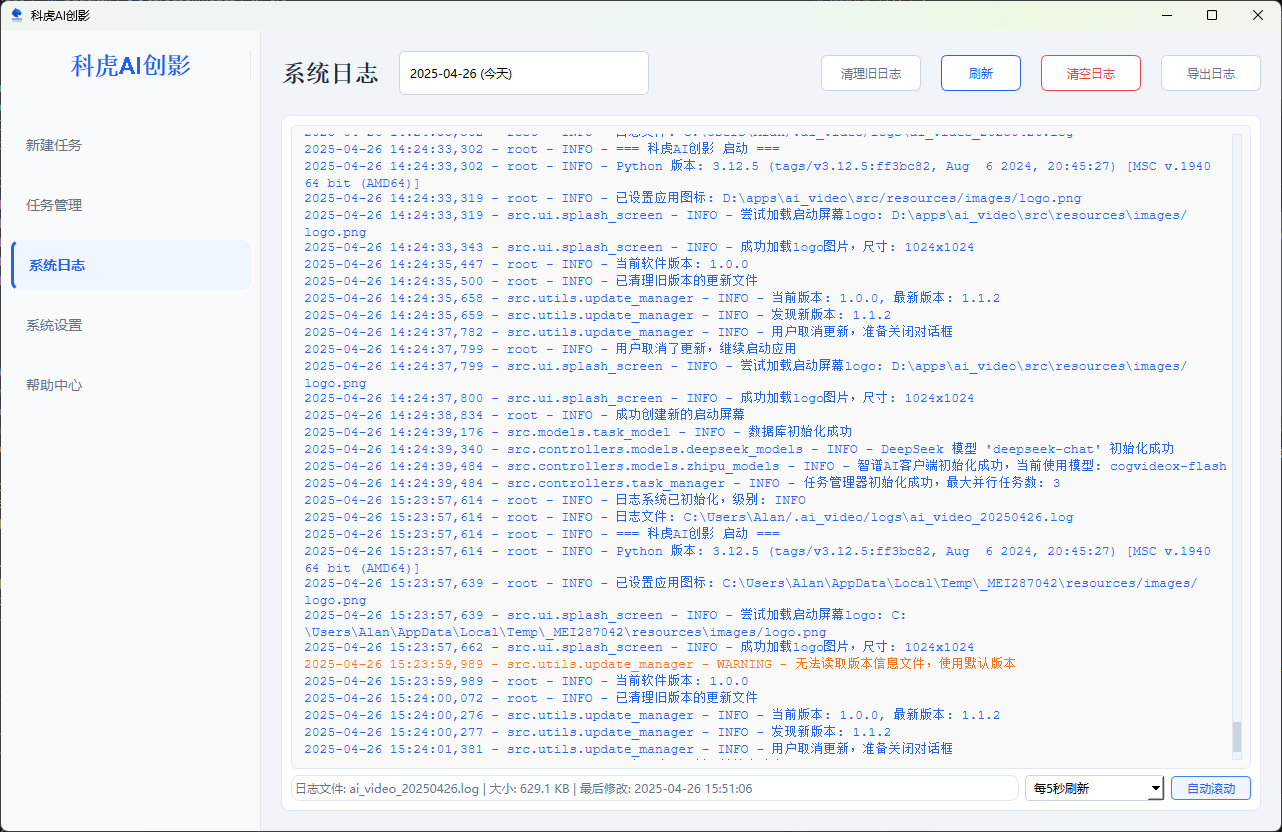 科虎AI创影
科虎AI创影
新建任务
任务管理
系统日志
系统设置
帮助中心
系统日志
2025-04-26 (今天)
清理旧日志
刷新
清空日志
导出日志
2025-04-26 14:24:33,302 - root - INFO - 日志文件: C:\Users\Alan/.ai_video/logs\ai_video_20250426.log
2025-04-26 14:24:33,302 - root - INFO - === 科虎AI创影 启动 ===
2025-04-26 14:24:33,302 - root - INFO - Python 版本: 3.12.5 (tags/v3.12.5:ff3bc82, Aug  6 2024, 20:45:27) [MSC v.1940
64 bit (AMD64)]
2025-04-26 14:24:33,319 - root - INFO - 已设置应用图标: D:\apps\ai_video\src/resources/images/logo.png
2025-04-26 14:24:33,319 - src.ui.splash_screen - INFO - 尝试加载启动屏幕logo: D:\apps\ai_video\src\resources\images/
logo.png
2025-04-26 14:24:33,343 - src.ui.splash_screen - INFO - 成功加载logo图片，尺寸: 1024x1024
2025-04-26 14:24:35,447 - root - INFO - 当前软件版本: 1.0.0
2025-04-26 14:24:35,500 - root - INFO - 已清理旧版本的更新文件
2025-04-26 14:24:35,658 - src.utils.update_manager - INFO - 当前版本: 1.0.0, 最新版本: 1.1.2
2025-04-26 14:24:35,659 - src.utils.update_manager - INFO - 发现新版本: 1.1.2
2025-04-26 14:24:37,782 - src.utils.update_manager - INFO - 用户取消更新，准备关闭对话框
2025-04-26 14:24:37,799 - root - INFO - 用户取消了更新，继续启动应用
2025-04-26 14:24:37,799 - src.ui.splash_screen - INFO - 尝试加载启动屏幕logo: D:\apps\ai_video\src\resources\images/
logo.png
2025-04-26 14:24:37,800 - src.ui.splash_screen - INFO - 成功加载logo图片，尺寸: 1024x1024
2025-04-26 14:24:38,834 - root - INFO - 成功创建新的启动屏幕
2025-04-26 14:24:39,176 - src.models.task_model - INFO - 数据库初始化成功
2025-04-26 14:24:39,340 - src.controllers.models.deepseek_models - INFO - DeepSeek 模型 'deepseek-chat' 初始化成功
2025-04-26 14:24:39,484 - src.controllers.models.zhipu_models - INFO - 智谱AI客户端初始化成功，当前使用模型: cogvideox-flash
2025-04-26 14:24:39,484 - src.controllers.task_manager - INFO - 任务管理器初始化成功，最大并行任务数: 3
2025-04-26 15:23:57,614 - root - INFO - 日志系统已初始化，级别: INFO
2025-04-26 15:23:57,614 - root - INFO - 日志文件: C:\Users\Alan/.ai_video/logs\ai_video_20250426.log
2025-04-26 15:23:57,614 - root - INFO - === 科虎AI创影 启动 ===
2025-04-26 15:23:57,614 - root - INFO - Python 版本: 3.12.5 (tags/v3.12.5:ff3bc82, Aug  6 2024, 20:45:27) [MSC v.1940
64 bit (AMD64)]
2025-04-26 15:23:57,639 - root - INFO - 已设置应用图标: C:\Users\Alan\AppData\Local\Temp\_MEI287042\resources/images/
logo.png
2025-04-26 15:23:57,639 - src.ui.splash_screen - INFO - 尝试加载启动屏幕logo: C:
\Users\Alan\AppData\Local\Temp\_MEI287042\resources\images/logo.png
2025-04-26 15:23:57,662 - src.ui.splash_screen - INFO - 成功加载logo图片，尺寸: 1024x1024
2025-04-26 15:23:59,989 - src.utils.update_manager - WARNING - 无法读取版本信息文件，使用默认版本
2025-04-26 15:23:59,989 - root - INFO - 当前软件版本: 1.0.0
2025-04-26 15:24:00,072 - root - INFO - 已清理旧版本的更新文件
2025-04-26 15:24:00,276 - src.utils.update_manager - INFO - 当前版本: 1.0.0, 最新版本: 1.1.2
2025-04-26 15:24:00,277 - src.utils.update_manager - INFO - 发现新版本: 1.1.2
2025-04-26 15:24:01,381 - src.utils.update_manager - INFO - 用户取消更新，准备关闭对话框
日志文件: ai_video_20250426.log | 大小: 629.1 KB | 最后修改: 2025-04-26 15:51:06
每5秒刷新
自动滚动